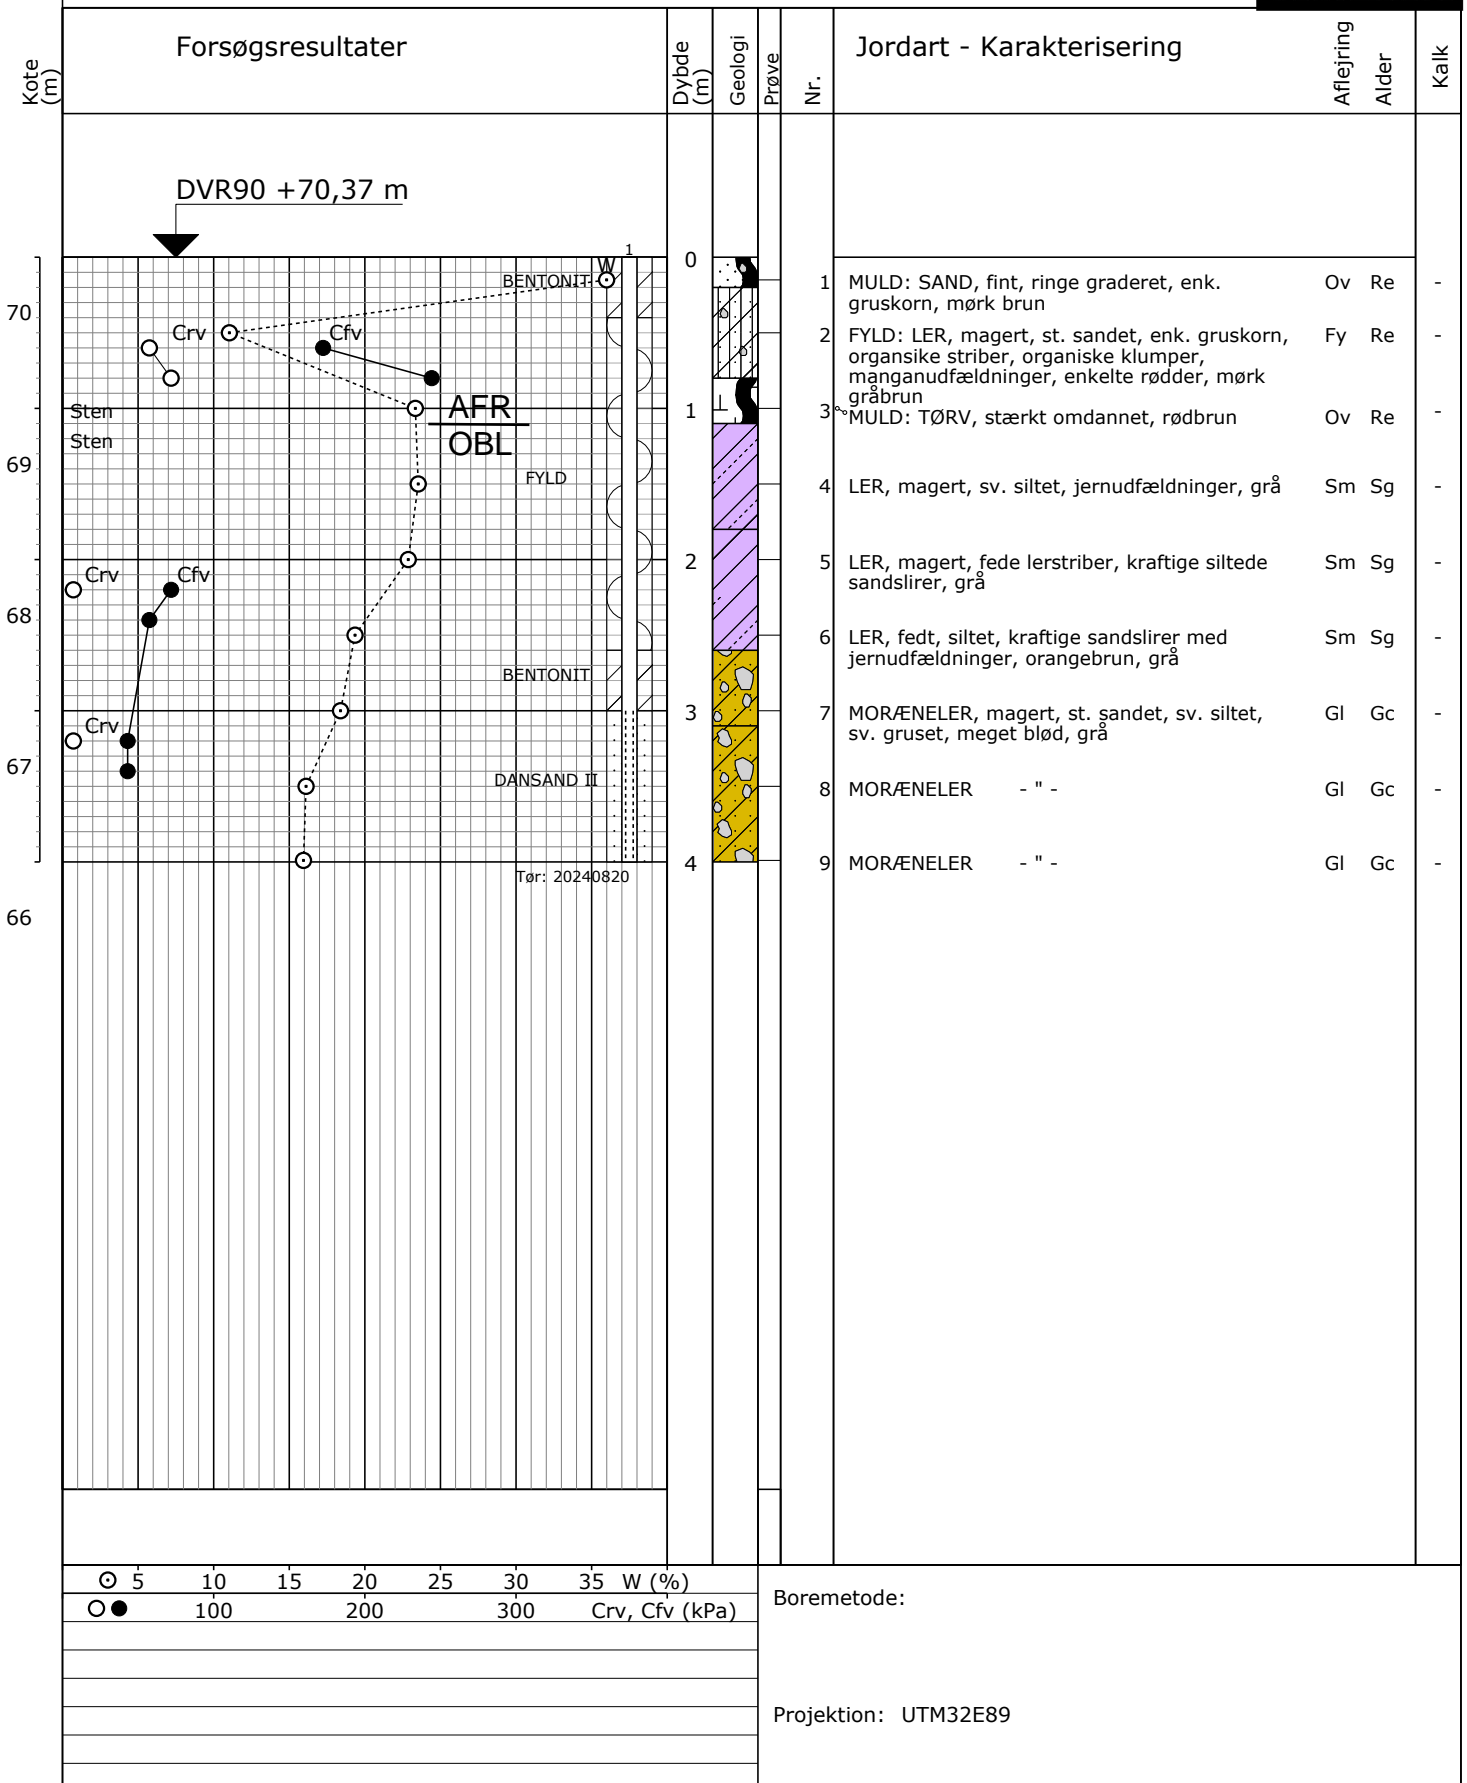 Kote
(m)
Forsøgsresultater
Dybde
(m)
Geologi
Prøve
Nr.
Jordart - Karakterisering
Aflejring
Alder
Kalk
DVR90 +70,37 m
1
W
0
BENTONIT
1 MULD: SAND, fint, ringe graderet, enk. Ov Re -
gruskorn, mørk brun
70
Crv
Cfv
2 FYLD: LER, magert, st. sandet, enk. gruskorn, Fy Re -
organsike striber, organiske klumper,
manganudfældninger, enkelte rødder, mørk
gråbrun
Sten
AFR
OBL
1
3 MULD: TØRV, stærkt omdannet, rødbrun Ov Re -
Sten
69
FYLD
4 LER, magert, sv. siltet, jernudfældninger, grå Sm Sg -
2
5 LER, magert, fede lerstriber, kraftige siltede Sm Sg -
sandslirer, grå
Crv
Cfv
68
6 LER, fedt, siltet, kraftige sandslirer med Sm Sg -
jernudfældninger, orangebrun, grå
BENTONIT
3
7 MORÆNELER, magert, st. sandet, sv. siltet, Gl Gc -
sv. gruset, meget blød, grå
Crv
67
DANSAND II
8 MORÆNELER - " - Gl Gc -
4
9 MORÆNELER - " - Gl Gc -
Tør: 20240820
66
5 10 15 20 25 30 35 W (%)
100 200 300 Crv, Cfv (kPa)
Boremetode:
Projektion: UTM32E89